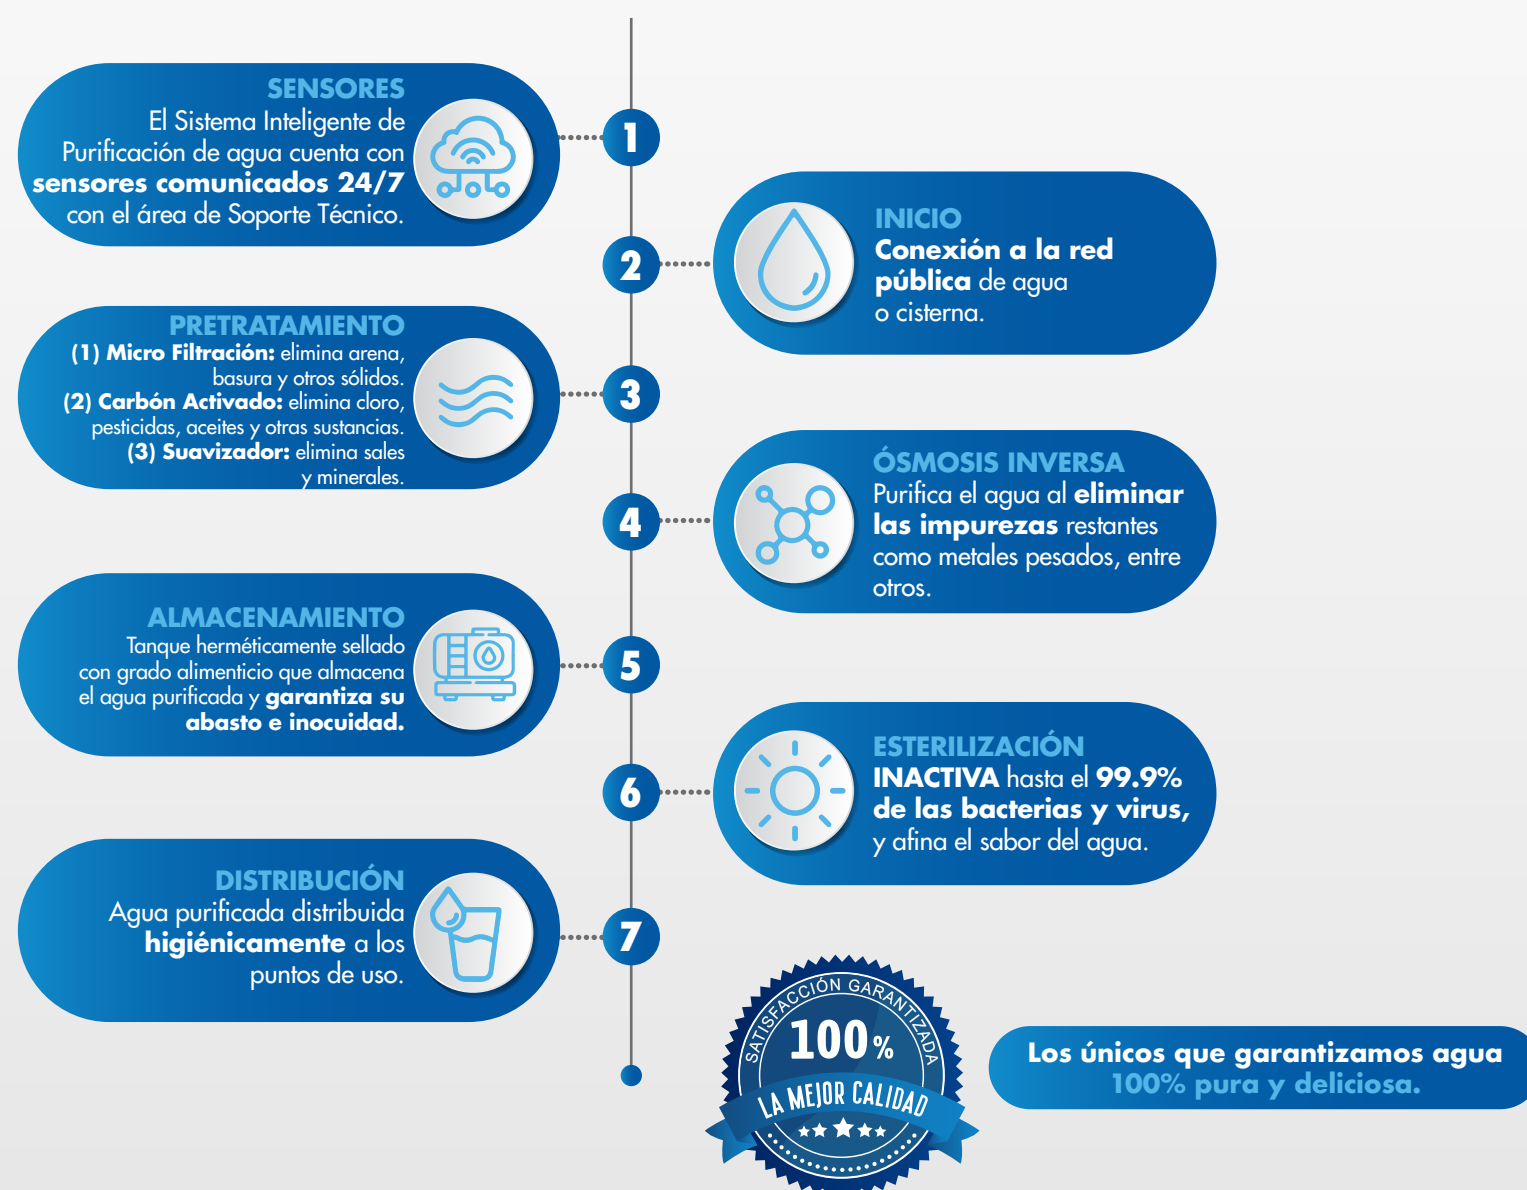 SENSORES
El Sistema Inteligente de
Purificación de agua cuenta con
sensores comunicados 24/7
con el área de Soporte Técnico.
1
INICIO
Conexión a la red
pública de agua
o cisterna.
2
PRETRATAMIENTO
(1) Micro Filtración: elimina arena,
basura y otros sólidos.
(2) Carbón Activado: elimina cloro,
pesticidas, aceites y otras sustancias.
(3) Suavizador: elimina sales
y minerales.
3
ÓSMOSIS INVERSA
Purifica el agua al eliminar
las impurezas restantes
como metales pesados, entre
otros.
4
ALMACENAMIENTO
Tanque herméticamente sellado
con grado alimenticio que almacena
el agua purificada y garantiza su
abasto e inocuidad.
5
ESTERILIZACIÓN
INACTIVA hasta el 99.9%
de las bacterias y virus,
y afina el sabor del agua.
6
DISTRIBUCIÓN
Agua purificada distribuida
higiénicamente a los
puntos de uso.
7
SATISFACCIÓN GARANTIZADA
100%
LA MEJOR CALIDAD
Los únicos que garantizamos agua
100% pura y deliciosa.